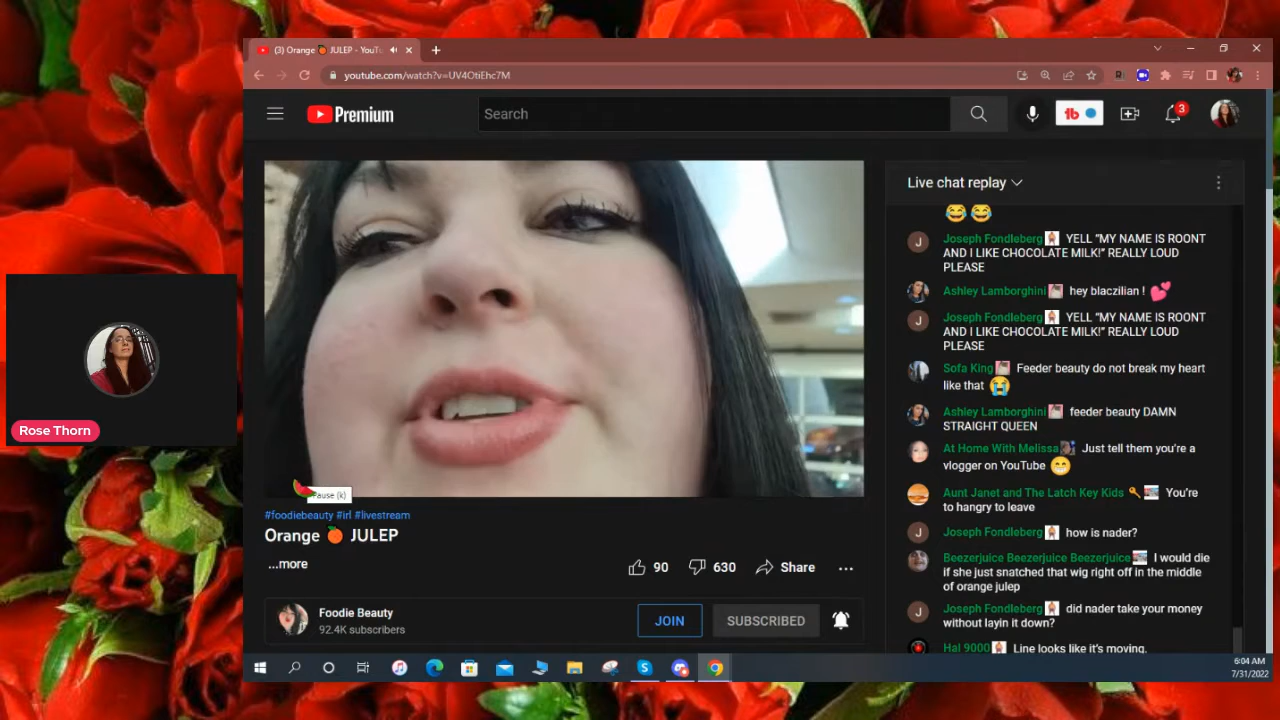 (3) Orange 🍊 JULEP - YouTu
youtube.com/watch?v=UV4OtiEhc7M
Premium
Search
tb
3
Live chat replay
😂 😂
Joseph Fondleberg YELL “MY NAME IS ROONT
AND I LIKE CHOCOLATE MILK!” REALLY LOUD
PLEASE
Ashley Lamborghini hey blaczilian ! 💕
Joseph Fondleberg YELL “MY NAME IS ROONT
AND I LIKE CHOCOLATE MILK!” REALLY LOUD
PLEASE
Sofa King Feeder beauty do not break my heart
like that 😭
Ashley Lamborghini feeder beauty DAMN
STRAIGHT QUEEN
At Home With Melissa Just tell them you're a
vlogger on YouTube 😁
Aunt Janet and The Latch Key Kids 🔑 You're
to hangry to leave
Joseph Fondleberg how is nader?
Beezerjuice Beezerjuice Beezerjuice I would die
if she just snatched that wig right off in the middle
of orange julep
Joseph Fondleberg did nader take your money
without layin it down?
Hal 9000 Line looks like it's moving.
Rose Thorn
Pause (k)
#foodiebeauty #irl #livestream
Orange 🍊 JULEP
...more
90
630
Share
Foodie Beauty
92.4K subscribers
JOIN
SUBSCRIBED
6:04 AM
7/31/2022